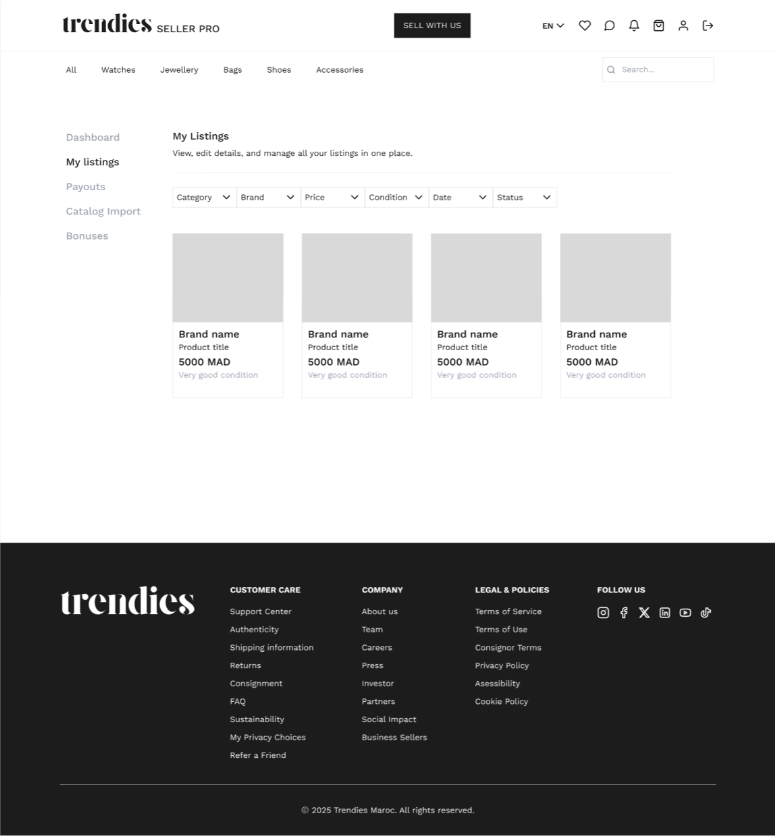 trendies SELLER PRO
SELL WITH US
EN
All Watches Jewellery Bags Shoes Accessories
Search...
Dashboard
My listings
Payouts
Catalog Import
Bonuses
My Listings
View, edit details, and manage all your listings in one place.
Category Brand Price Condition Date Status
Brand name
Product title
5000 MAD
Very good condition
Brand name
Product title
5000 MAD
Very good condition
Brand name
Product title
5000 MAD
Very good condition
Brand name
Product title
5000 MAD
Very good condition
trendies
CUSTOMER CARE
Support Center
Authenticity
Shipping information
Returns
Consignment
FAQ
Sustainability
My Privacy Choices
Refer a Friend
COMPANY
About us
Team
Careers
Press
Investor
Partners
Social Impact
Business Sellers
LEGAL & POLICIES
Terms of Service
Terms of Use
Consignor Terms
Privacy Policy
Asessibility
Cookie Policy
FOLLOW US
© 2025 Trendies Maroc. All rights reserved.